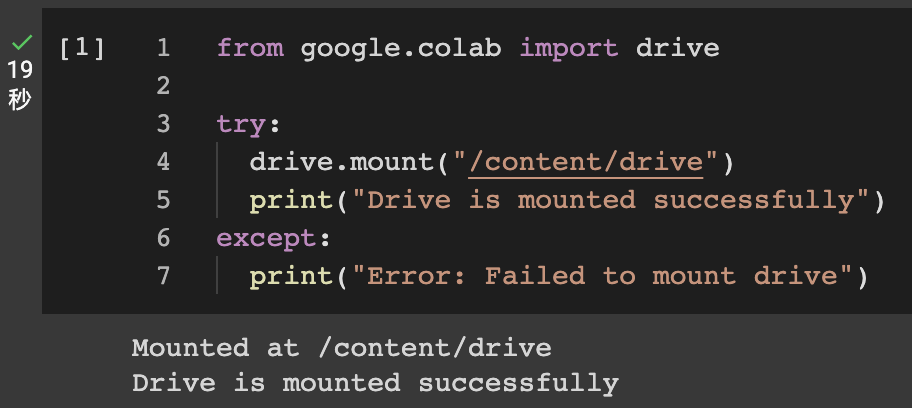 [1] 1 from google.colab import drive
19 2
秒
3 try:
4   drive.mount("/content/drive")
5   print("Drive is mounted successfully")
6 except:
7   print("Error: Failed to mount drive")
Mounted at /content/drive
Drive is mounted successfully